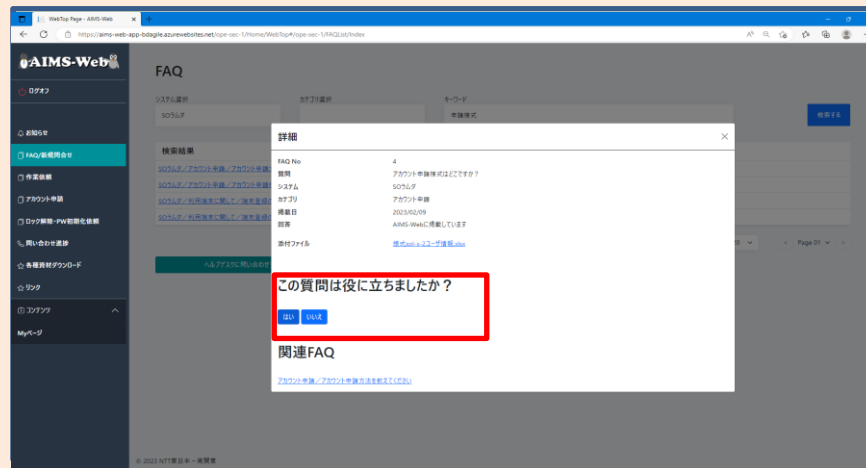 WebTop Page - AIMS-Web
https://aims-web-app-bdagile.azurewebsites.net/ope-sec-1/Home/WebTop#/ope-sec-1/FAQList/Index
AIMS-Web
ログオフ
お知らせ
FAQ/新規問合せ
作業依頼
アカウント申請
ロック解除・PW初期化依頼
問い合わせ進捗
各種資材ダウンロード
リンク
コンテンツ
Myページ
FAQ
システム選択
カテゴリ選択
キーワード
SOラムダ
申請様式
検索する
検索結果
SOラムダ／アカウント申請／アカウント申請
SOラムダ／アカウント申請／アカウント申請
SOラムダ／利用端末に関して／端末登録
SOラムダ／利用端末に関して／端末登録
ヘルプデスクに問い合わせ
Page 01
詳細
FAQ No
4
質問
アカウント申請様式はどこですか？
システム
SOラムダ
カテゴリ
アカウント申請
掲載日
2023/02/09
回答
AIMS-Webに掲載しています
添付ファイル
この質問は役に立ちましたか？
はい
いいえ
関連FAQ
アカウント申請／アカウント申請方法を教えてください
© 2023 NTT東日本－南関東